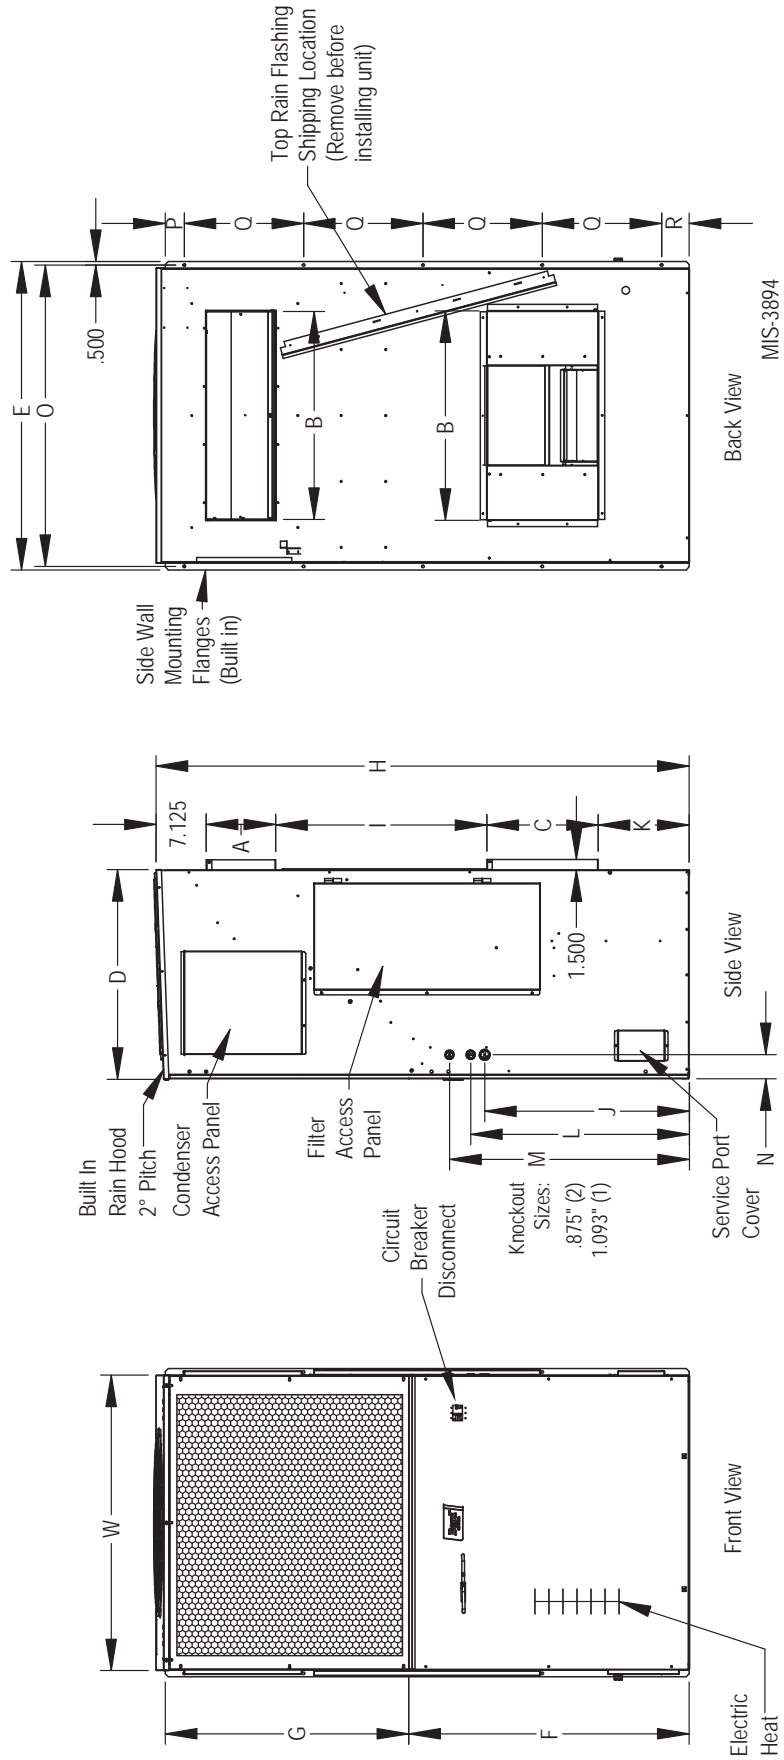 W
G
F
Electric
Heat
Circuit
Breaker
Disconnect
Front View
Built In
Rain Hood
2° Pitch
Condenser
Access Panel
Filter
Access
Panel
Knockout
Sizes:
.875" (2)
1.093" (1)
Service Port
Cover
D
7.125
A
I
C
K
H
1.500
J
L
M
N
Side View
Side Wall
Mounting
Flanges
(Built in)
E
O
.500
P
Q
Q
Q
Q
R
B
B
Top Rain Flashing
Shipping Location
(Remove before
installing unit)
Back View
MIS-3894